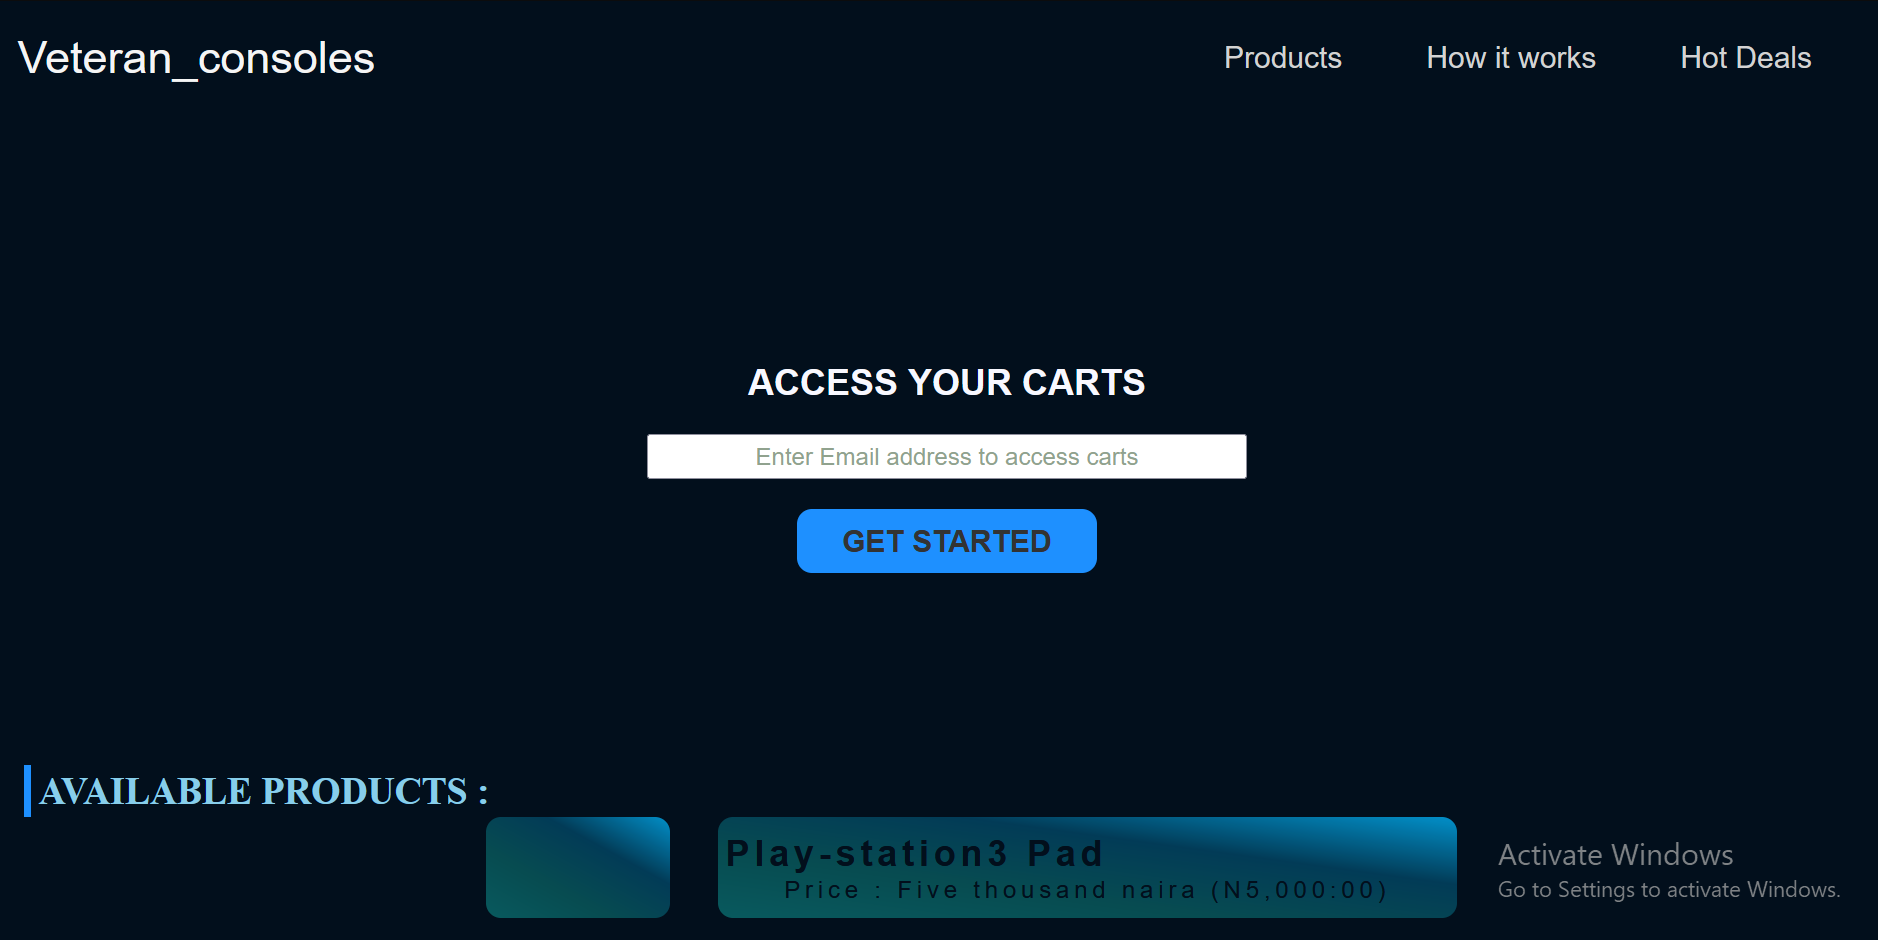 Veteran_consoles
Products
How it works
Hot Deals
ACCESS YOUR CARTS
Enter Email address to access carts
GET STARTED
AVAILABLE PRODUCTS :
Play-station3 Pad
Price : Five thousand naira (N5,000:00)
Activate Windows
Go to Settings to activate Windows.